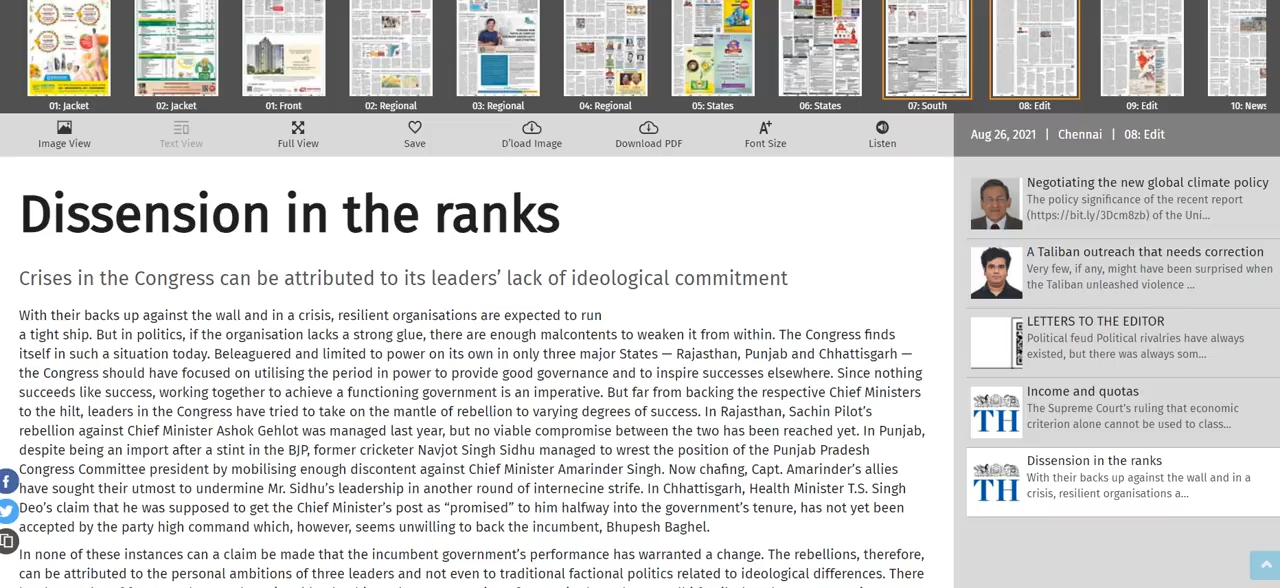 01: Jacket
02: Jacket
01: Front
02: Regional
03: Regional
04: Regional
05: States
06: States
07: South
08: Edit
09: Edit
10: News
Image View
Text View
Full View
Save
D'load Image
Download PDF
Font Size
Listen
Aug 26, 2021 | Chennai | 08: Edit
Dissension in the ranks
Crises in the Congress can be attributed to its leaders’ lack of ideological commitment
With their backs up against the wall and in a crisis, resilient organisations are expected to run
a tight ship. But in politics, if the organisation lacks a strong glue, there are enough malcontents to weaken it from within. The Congress finds
itself in such a situation today. Beleaguered and limited to power on its own in only three major States — Rajasthan, Punjab and Chhattisgarh —
the Congress should have focused on utilising the period in power to provide good governance and to inspire successes elsewhere. Since nothing
succeeds like success, working together to achieve a functioning government is an imperative. But far from backing the respective Chief Ministers
to the hilt, leaders in the Congress have tried to take on the mantle of rebellion to varying degrees of success. In Rajasthan, Sachin Pilot’s
rebellion against Chief Minister Ashok Gehlot was managed last year, but no viable compromise between the two has been reached yet. In Punjab,
despite being an import after a stint in the BJP, former cricketer Navjot Singh Sidhu managed to wrest the position of the Punjab Pradesh
Congress Committee president by mobilising enough discontent against Chief Minister Amarinder Singh. Now chafing, Capt. Amarinder’s allies
have sought their utmost to undermine Mr. Sidhu’s leadership in another round of internecine strife. In Chhattisgarh, Health Minister T.S. Singh
Deo’s claim that he was supposed to get the Chief Minister’s post as “promised” to him halfway into the government’s tenure, has not yet been
accepted by the party high command which, however, seems unwilling to back the incumbent, Bhupesh Baghel.
In none of these instances can a claim be made that the incumbent government’s performance has warranted a change. The rebellions, therefore,
can be attributed to the personal ambitions of three leaders and not even to traditional factional politics related to ideological differences. There
Negotiating the new global climate policy
The policy significance of the recent report
(https://bit.ly/3Dcm8zb) of the Uni...
A Taliban outreach that needs correction
Very few, if any, might have been surprised when
the Taliban unleashed violence ...
LETTERS TO THE EDITOR
Political feud Political rivalries have always
existed, but there was always som...
TH
Income and quotas
The Supreme Court’s ruling that economic
criterion alone cannot be used to class...
TH
Dissension in the ranks
With their backs up against the wall and in a
crisis, resilient organisations a...